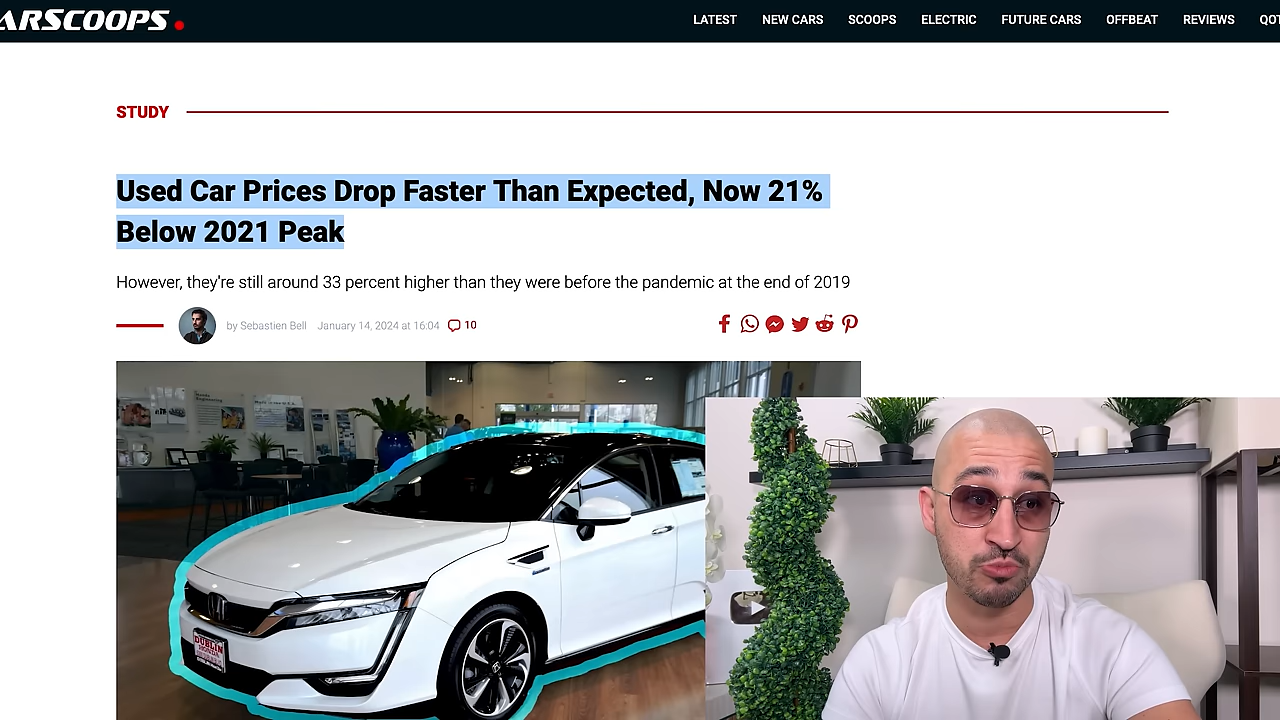 ARSCOOPS
LATEST NEW CARS SCOOPS ELECTRIC FUTURE CARS OFFBEAT REVIEWS QOT
STUDY
Used Car Prices Drop Faster Than Expected, Now 21%
Below 2021 Peak
However, they're still around 33 percent higher than they were before the pandemic at the end of 2019
by Sebastien Bell January 14, 2024 at 16:04 10
DUBLIN